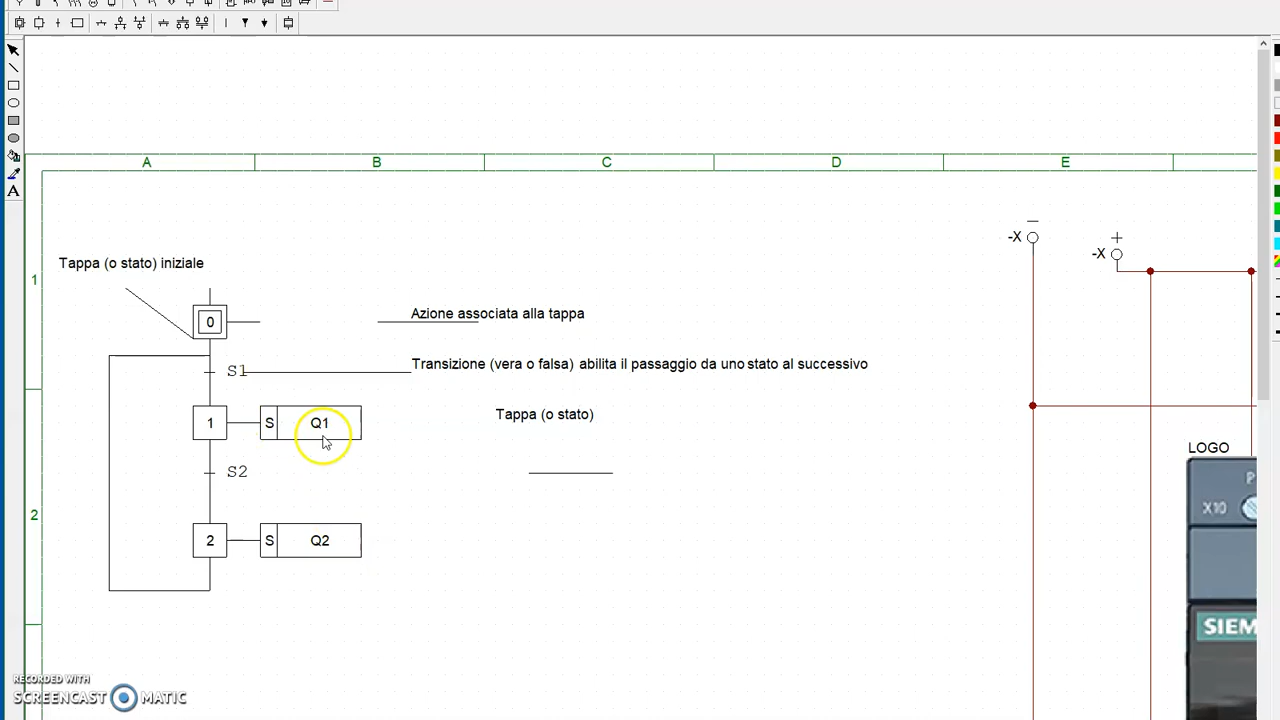 A
A B C D E
-X
-X
Tappa (o stato) iniziale
1
0
Azione associata alla tappa
S1
Transizione (vera o falsa) abilita il passaggio da uno stato al successivo
Tappa (o stato)
1 S Q1
LOGO
S2
P
X10
2
2 S Q2
SIEM
RECORDED WITH
SCREENCAST MATIC